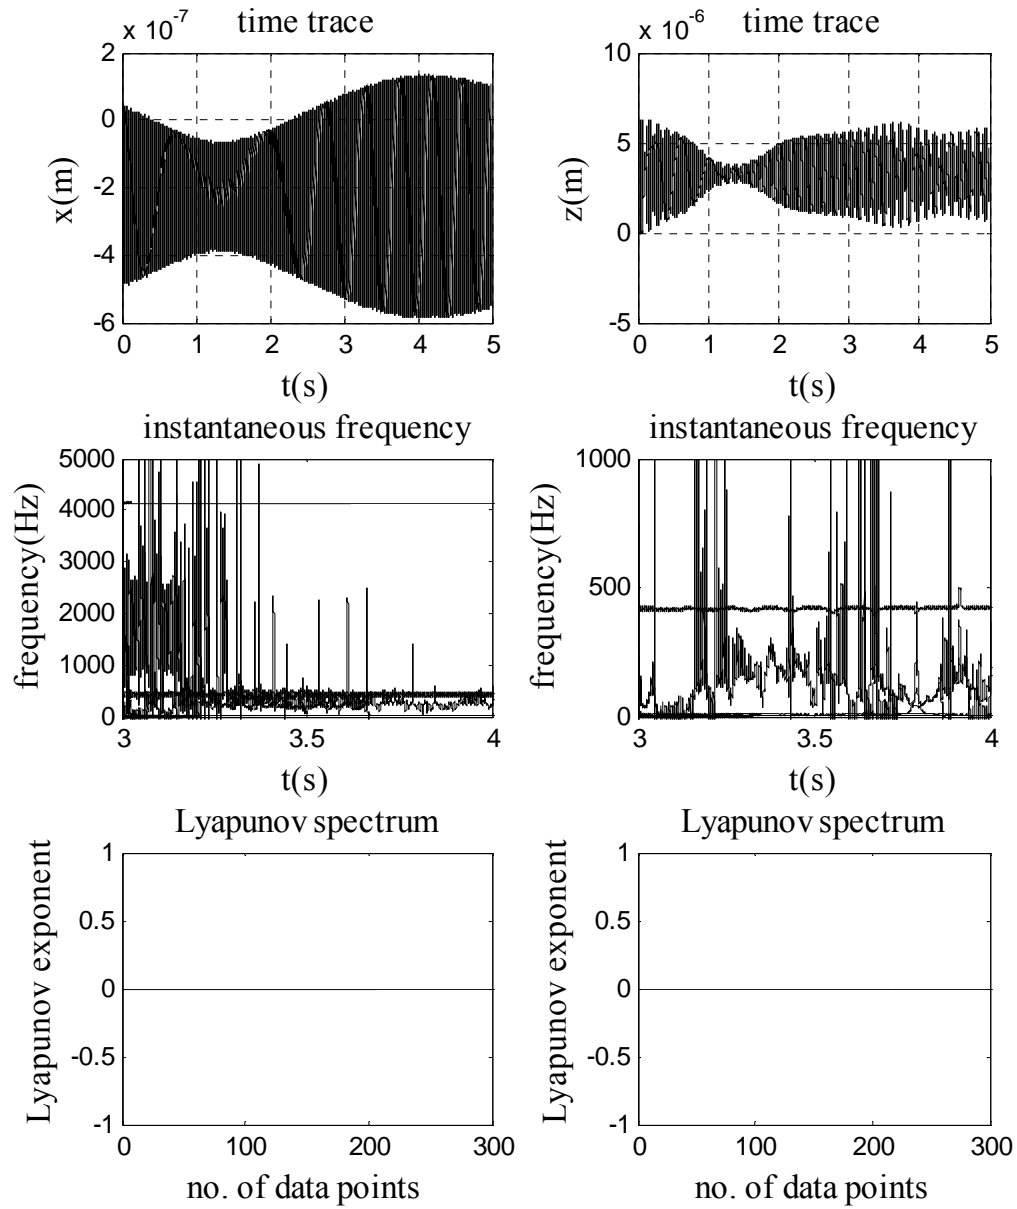 x 10^-7 time trace
2
0
-2
-4
-6
x(m)
0 1 2 3 4 5
t(s)
x 10^-6 time trace
10
5
0
-5
z(m)
0 1 2 3 4 5
t(s)
instantaneous frequency
5000
4000
3000
2000
1000
0
frequency(Hz)
3 3.5 4
t(s)
instantaneous frequency
1000
500
0
frequency(Hz)
3 3.5 4
t(s)
Lyapunov spectrum
1
0.5
0
-0.5
-1
Lyapunov exponent
0 100 200 300
no. of data points
Lyapunov spectrum
1
0.5
0
-0.5
-1
Lyapunov exponent
0 100 200 300
no. of data points